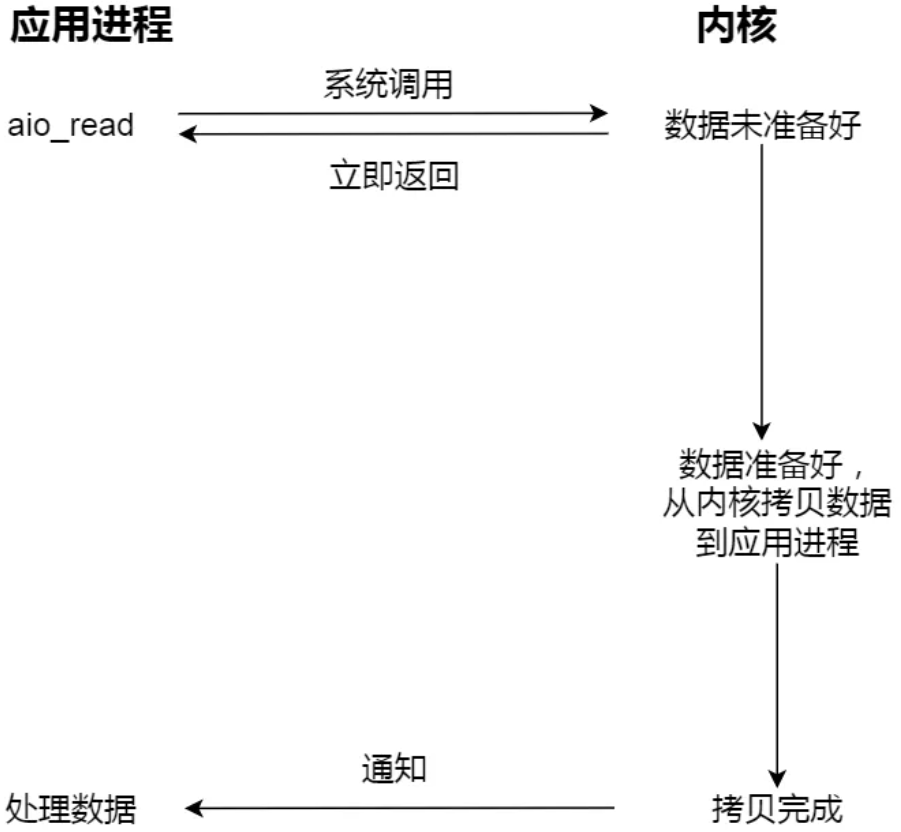 应用进程
内核
系统调用
aio_read
数据未准备好
立即返回
数据准备好，
从内核拷贝数据
到应用进程
通知
处理数据
拷贝完成